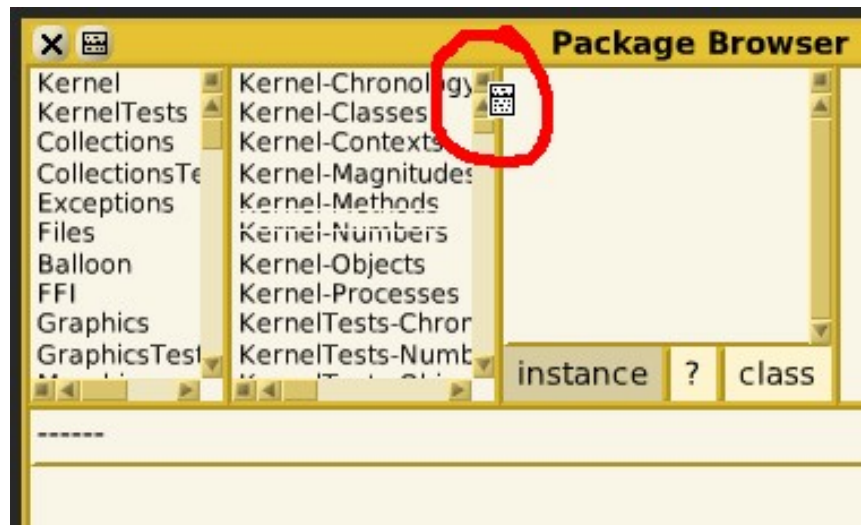 Package Browser
Kernel
KernelTests
Collections
CollectionsTe
Exceptions
Files
Balloon
FFI
Graphics
GraphicsTest
Kernel-Chronology
Kernel-Classes
Kernel-Contexts
Kernel-Magnitudes
Kernel-Methods
Kernel-Numbers
Kernel-Objects
Kernel-Processes
KernelTests-Chron
KernelTests-Numb
instance ? class
------